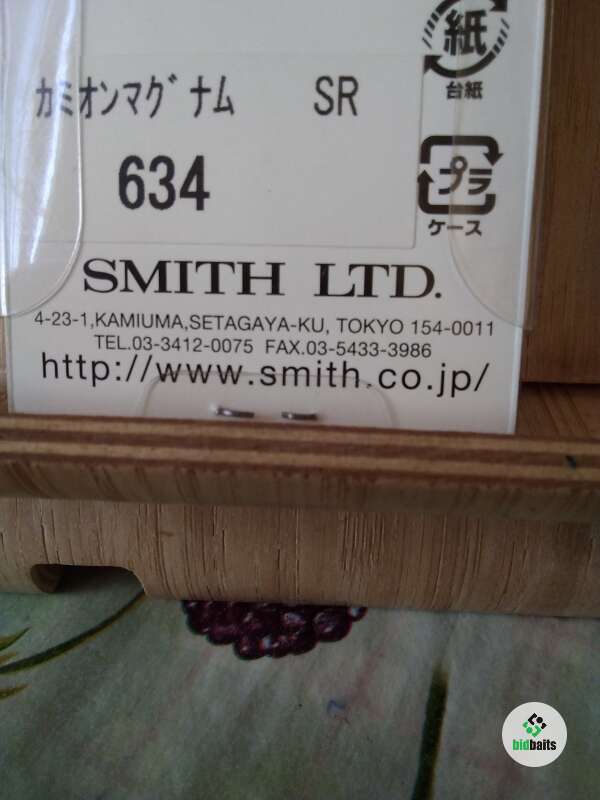 紙
台紙
カミオンマグナム SR
634
プラ
ケース
SMITH LTD.
4-23-1,KAMIUMA,SETAGAYA-KU, TOKYO 154-0011
TEL.03-3412-0075 FAX.03-5433-3986
http://www.smith.co.jp/
bidbaits